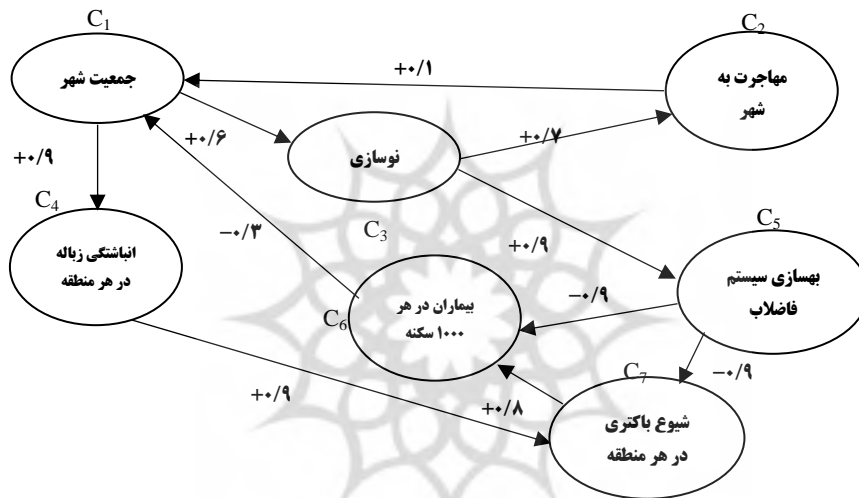 C1
C2
جمعیت شهر
+۰/۱
مهاجرت به
شهر
+۰/۶
+۰/۷
نوسازی
+۰/۹
C4
C3
C5
انباشتگی زباله
در هر منطقه
−۰/۳
+۰/۹
بهسازی سیستم
فاضلاب
C6
بیماران در هر
۱۰۰۰ سکنه
−۰/۹
C7
−۰/۹
+۰/۹
+۰/۸
شیوع باکتری
در هر منطقه